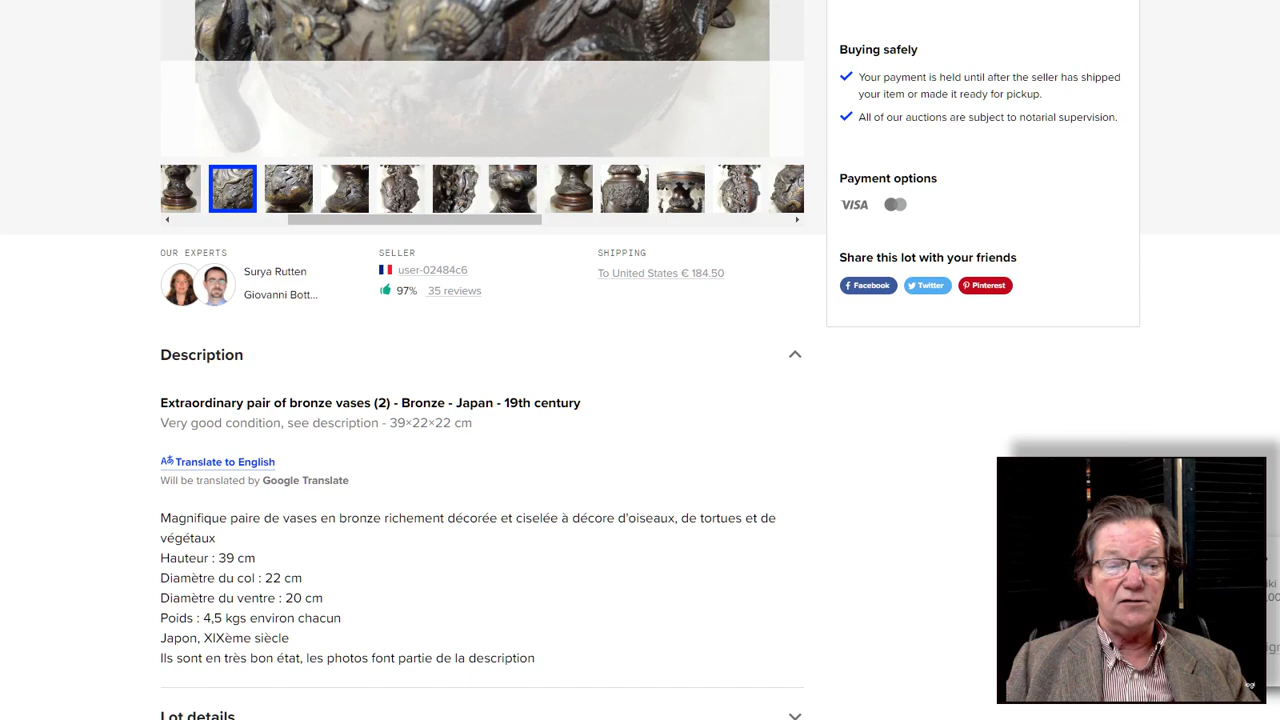 Buying safely
Your payment is held until after the seller has shipped
your item or made it ready for pickup.
All of our auctions are subject to notarial supervision.
Payment options
VISA
Share this lot with your friends
Facebook Twitter Pinterest
OUR EXPERTS
Surya Rutten
Giovanni Bott...
SELLER
user-02484c6
97% 35 reviews
SHIPPING
To United States € 184.50
Description
Extraordinary pair of bronze vases (2) - Bronze - Japan - 19th century
Very good condition, see description - 39×22×22 cm
Translate to English
Will be translated by Google Translate
Magnifique paire de vases en bronze richement décorée et ciselée à décore d'oiseaux, de tortues et de
végétaux
Hauteur : 39 cm
Diamètre du col : 22 cm
Diamètre du ventre : 20 cm
Poids : 4,5 kgs environ chacun
Japon, XIXème siècle
Ils sont en très bon état, les photos font partie de la description
Lot details